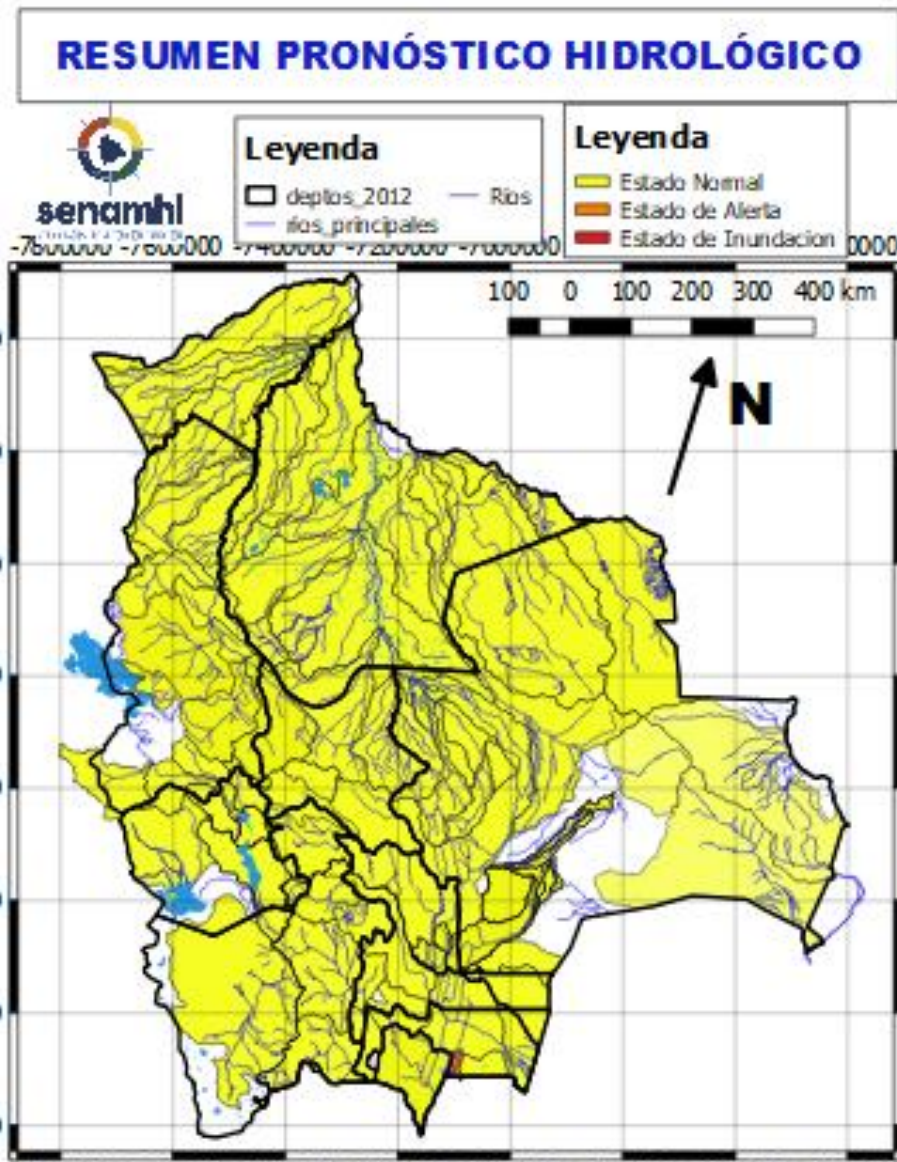 RESUMEN PRONÓSTICO HIDROLÓGICO
senamhi
Leyenda
deptos_2012
Rios
rios_principales
Leyenda
Estado Normal
Estado de Alerta
Estado de Inundacion
-7600000 -7400000 -7200000 -7000000
100 0 100 200 300 400 km
N